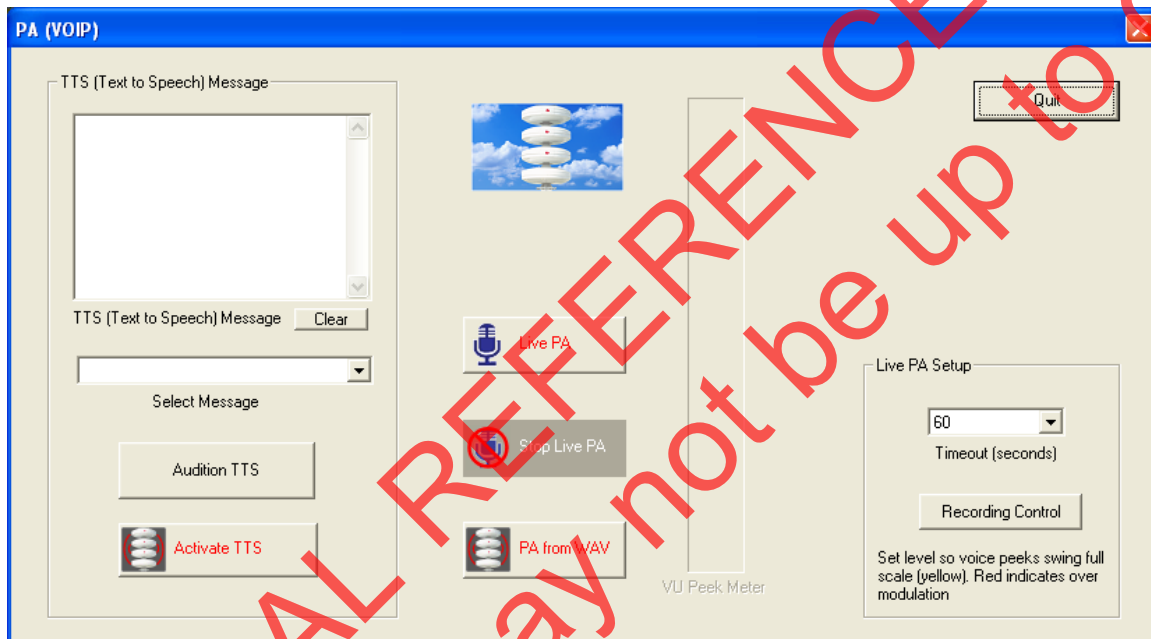 PA (VOIP)
TTS (Text to Speech) Message
TTS (Text to Speech) Message
Clear
Select Message
Audition TTS
Activate TTS
Live PA
Stop Live PA
PA from WAV
VU Peek Meter
Quit
Live PA Setup
60
Timeout (seconds)
Recording Control
Set level so voice peeks swing full
scale (yellow). Red indicates over
modulation
AL REFERENCE
ay not be up to